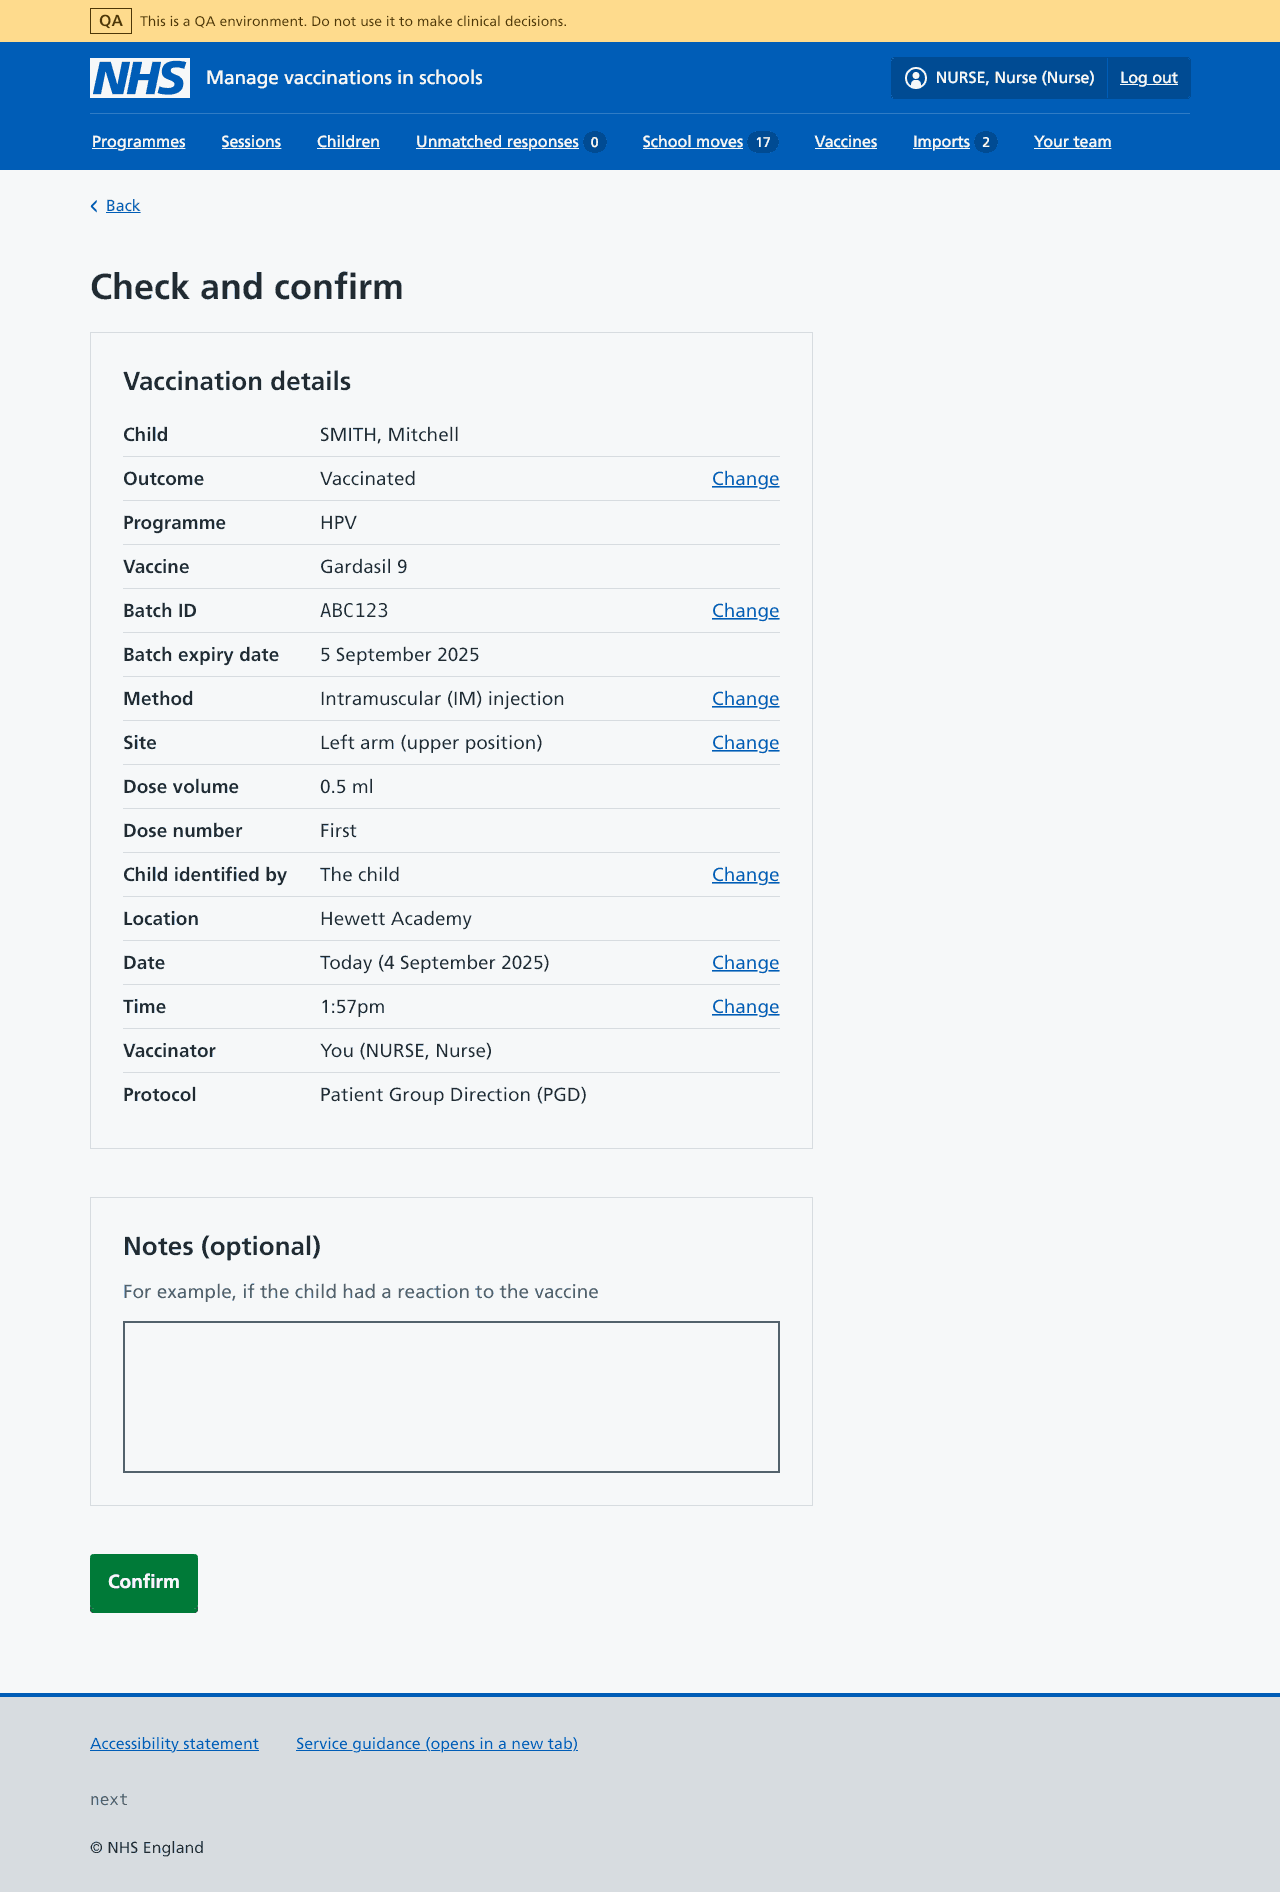 QA This is a QA environment. Do not use it to make clinical decisions.
NHS Manage vaccinations in schools NURSE, Nurse (Nurse) Log out
Programmes Sessions Children Unmatched responses 0 School moves 17 Vaccines Imports 2 Your team
Back
Check and confirm
Vaccination details
Child SMITH, Mitchell
Outcome Vaccinated Change
Programme HPV
Vaccine Gardasil 9
Batch ID ABC123 Change
Batch expiry date 5 September 2025
Method Intramuscular (IM) injection Change
Site Left arm (upper position) Change
Dose volume 0.5 ml
Dose number First
Child identified by The child Change
Location Hewett Academy
Date Today (4 September 2025) Change
Time 1:57pm Change
Vaccinator You (NURSE, Nurse)
Protocol Patient Group Direction (PGD)
Notes (optional)
For example, if the child had a reaction to the vaccine
Confirm
Accessibility statement Service guidance (opens in a new tab)
next
© NHS England